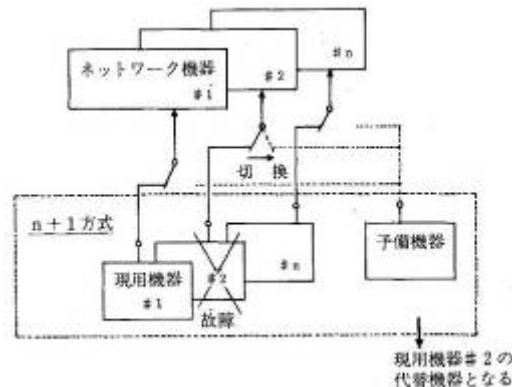 #n
ネットワーク機器
#2
#1
切 換
n+1方式
予備機器
#2
#n
現用機器
#1
故障
現用機器#2の
代替機器となる